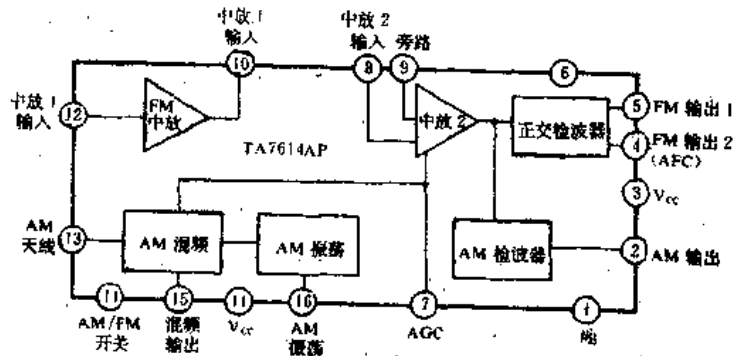 中放 1
输入
10
中放 2
输入
8
旁路
9
6
中放 1
输入
12
FM
中放
中放 2
正交检波器
5
FM 输出 1
4
FM 输出 2
(AFC)
TA7614AP
3
Vcc
AM
天线
13
AM 混频
AM 振荡
AM 检波器
2
AM 输出
AM/FM
开关
15
混频
输出
11
Vcc
16
AM
振荡
7
AGC
1
地